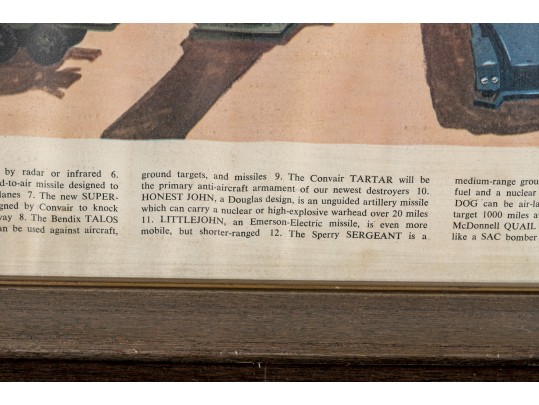 by radar or infrared 6.
d-to-air missile designed to
lanes 7. The new SUPER-
gned by Convair to knock
way 8. The Bendix TALOS
an be used against aircraft,
ground targets, and missiles 9. The Convair TARTAR will be
the primary anti-aircraft armament of our newest destroyers 10.
HONEST JOHN, a Douglas design, is an unguided artillery missile
which can carry a nuclear or high-explosive warhead over 20 miles
11. LITTLEJOHN, an Emerson-Electric missile, is even more
mobile, but shorter-ranged 12. The Sperry SERGEANT is a
medium-range grou
fuel and a nuclear
DOG can be air-la
target 1000 miles a
McDonnell QUAIL
like a SAC bomber